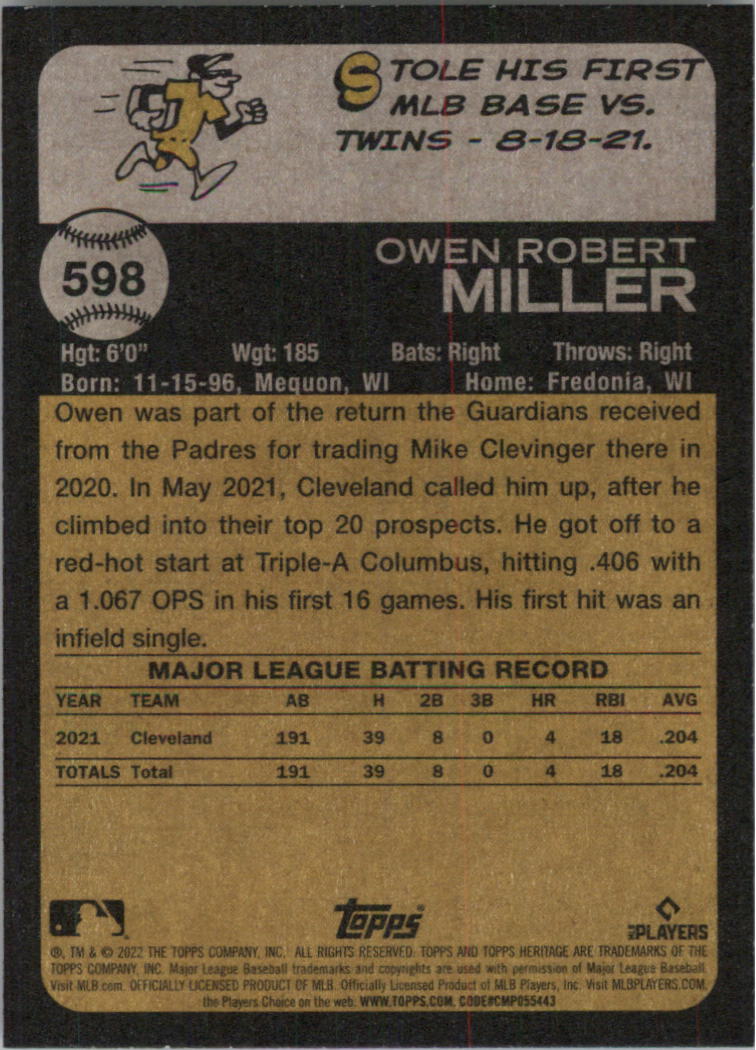 STOLE HIS FIRST
MLB BASE VS.
TWINS - 8-18-21.
598
OWEN ROBERT
MILLER
Hgt: 6'0" Wgt: 185 Bats: Right Throws: Right
Born: 11-15-96, Mequon, WI Home: Fredonia, WI
Owen was part of the return the Guardians received
from the Padres for trading Mike Clevinger there in
2020. In May 2021, Cleveland called him up, after he
climbed into their top 20 prospects. He got off to a
red-hot start at Triple-A Columbus, hitting .406 with
a 1.067 OPS in his first 16 games. His first hit was an
infield single.
MAJOR LEAGUE BATTING RECORD
YEAR TEAM AB H 2B 3B HR RBI AVG
2021 Cleveland 191 39 8 0 4 18 .204
TOTALS Total 191 39 8 0 4 18 .204
topps® MLB PLAYERS
®, TM & © 2022 THE TOPPS COMPANY, INC. ALL RIGHTS RESERVED. TOPPS AND TOPPS HERITAGE ARE TRADEMARKS OF THE
TOPPS COMPANY, INC. Major League Baseball trademarks and copyrights are used with permission of Major League Baseball.
Visit MLB.com. OFFICIALLY LICENSED PRODUCT OF MLB. Officially Licensed Product of MLB Players, Inc. Visit MLBPLAYERS.COM,
the Players Choice on the web. WWW.TOPPS.COM. CODE#CMP055443